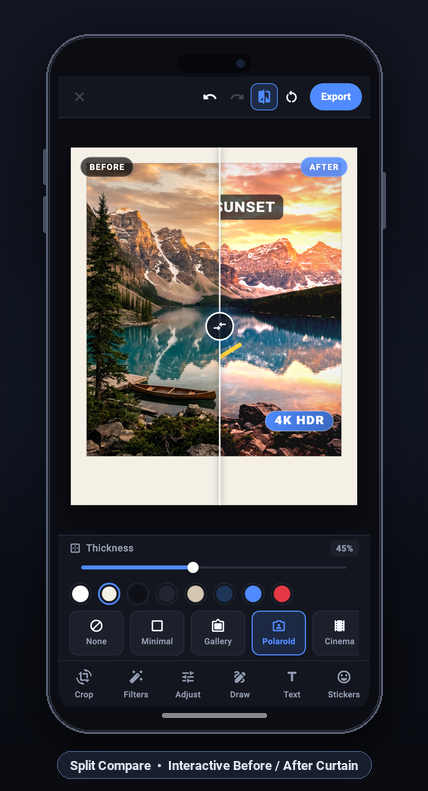 Export
BEFORE
AFTER
SUNSET
4K HDR
Thickness
45%
None
Minimal
Gallery
Polaroid
Cinema
Crop
Filters
Adjust
Draw
Text
Stickers
Split Compare • Interactive Before / After Curtain